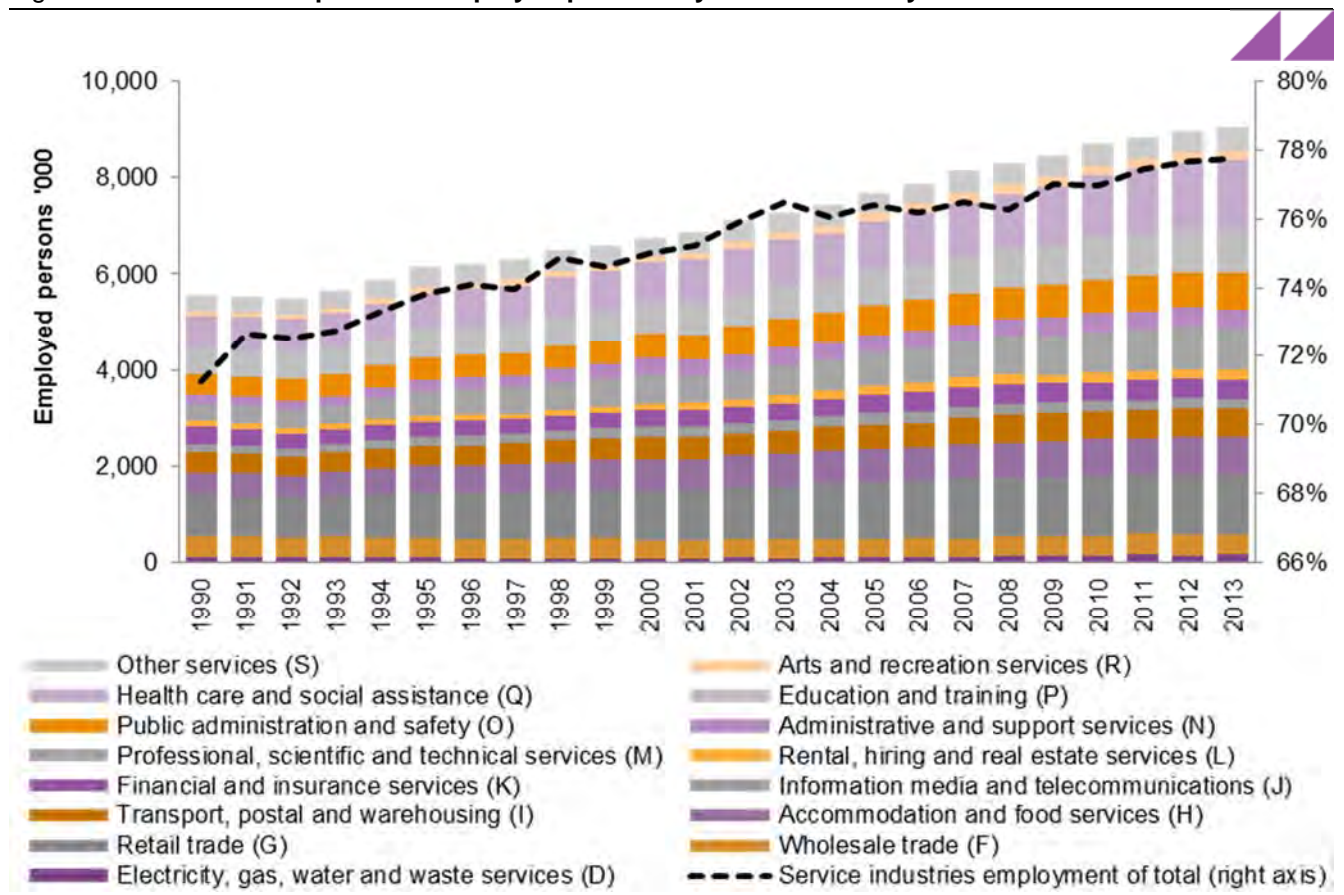 10,000
8,000
6,000
4,000
2,000
0
Employed persons '000
80%
78%
76%
74%
72%
70%
68%
66%
1990
1991
1992
1993
1994
1995
1996
1997
1998
1999
2000
2001
2002
2003
2004
2005
2006
2007
2008
2009
2010
2011
2012
2013
Other services (S)
Arts and recreation services (R)
Health care and social assistance (Q)
Education and training (P)
Public administration and safety (O)
Administrative and support services (N)
Professional, scientific and technical services (M)
Rental, hiring and real estate services (L)
Financial and insurance services (K)
Information media and telecommunications (J)
Transport, postal and warehousing (I)
Accommodation and food services (H)
Retail trade (G)
Wholesale trade (F)
Electricity, gas, water and waste services (D)
Service industries employment of total (right axis)